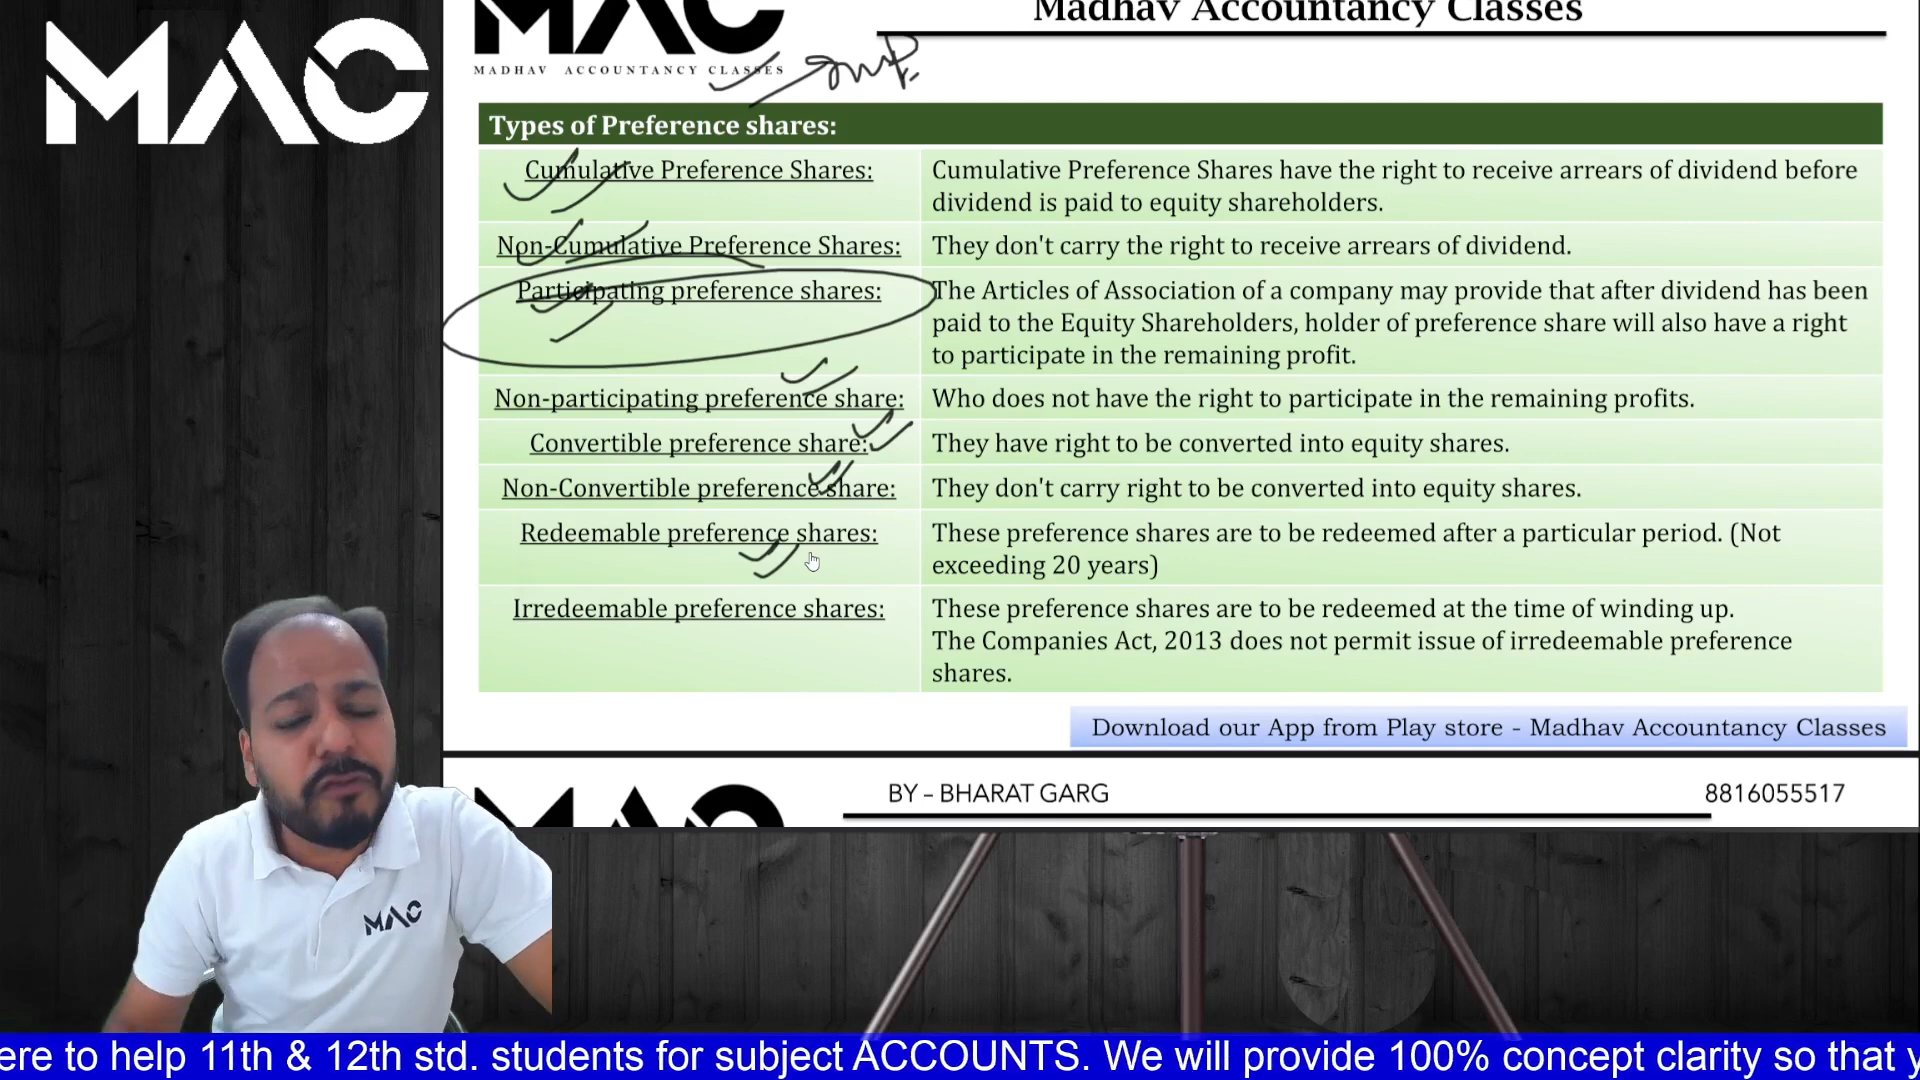 MAC
MAC
Madhav Accountancy Classes
MADHAV ACCOUNTANCY CLASSES
Imp.
Types of Preference shares:
Cumulative Preference Shares: Cumulative Preference Shares have the right to receive arrears of dividend before
dividend is paid to equity shareholders.
Non-Cumulative Preference Shares: They don't carry the right to receive arrears of dividend.
Participating preference shares: The Articles of Association of a company may provide that after dividend has been
paid to the Equity Shareholders, holder of preference share will also have a right
to participate in the remaining profit.
Non-participating preference share: Who does not have the right to participate in the remaining profits.
Convertible preference share: They have right to be converted into equity shares.
Non-Convertible preference share: They don't carry right to be converted into equity shares.
Redeemable preference shares: These preference shares are to be redeemed after a particular period. (Not
exceeding 20 years)
Irredeemable preference shares: These preference shares are to be redeemed at the time of winding up.
The Companies Act, 2013 does not permit issue of irredeemable preference
shares.
Download our App from Play store - Madhav Accountancy Classes
BY – BHARAT GARG 8816055517
MAC
ere to help 11th & 12th std. students for subject ACCOUNTS. We will provide 100% concept clarity so that y